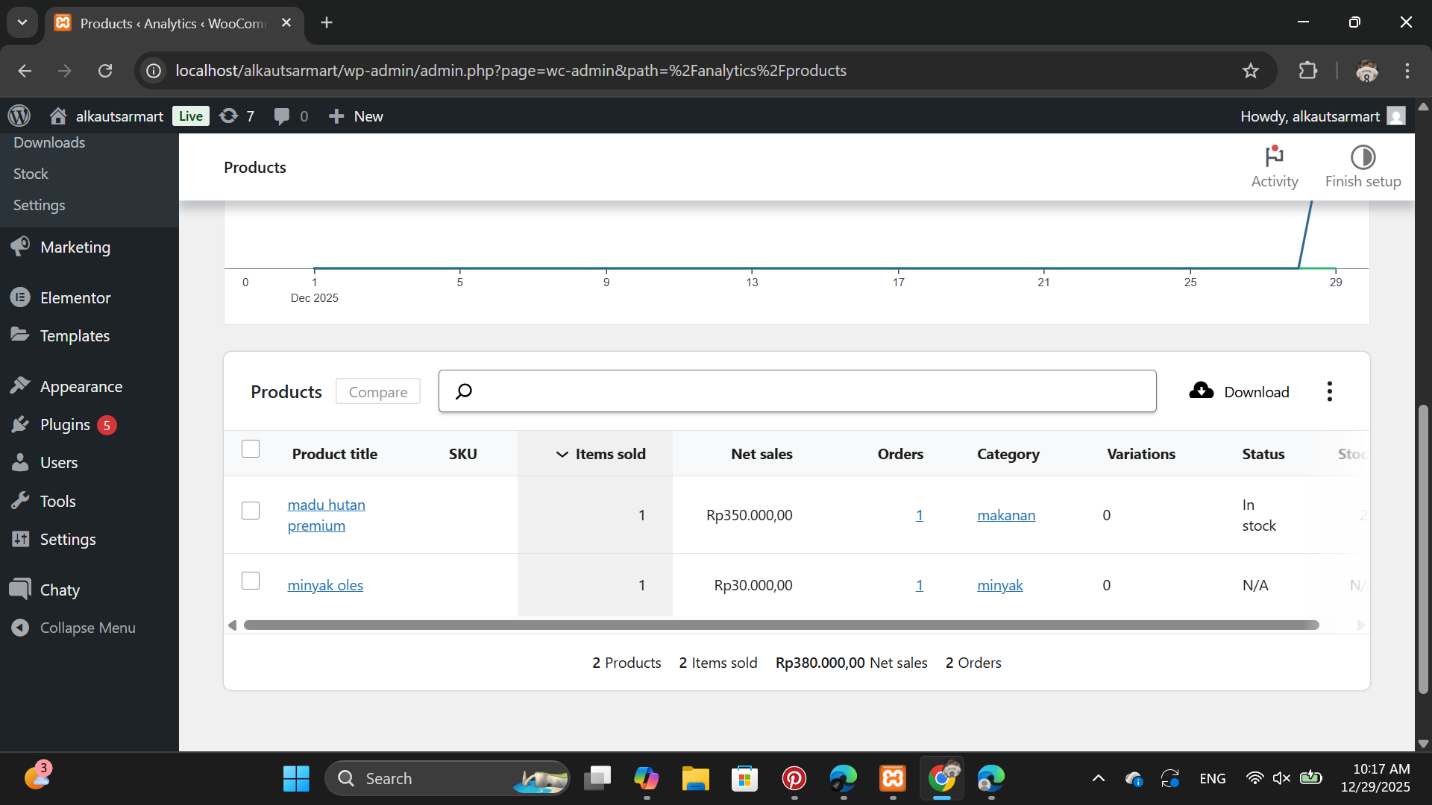 Products ‹ Analytics ‹ WooCom
localhost/alkautsarmart/wp-admin/admin.php?page=wc-admin&path=%2Fanalytics%2Fproducts
8
alkautsarmart Live 7 0 New
Howdy, alkautsarmart
Downloads
Stock
Settings
Marketing
Elementor
Templates
Appearance
Plugins 5
Users
Tools
Settings
Chaty
Collapse Menu
Products
Activity
Finish setup
0 1 5 9 13 17 21 25 29
Dec 2025
Products Compare Download
Product title SKU Items sold Net sales Orders Category Variations Status Stoc
madu hutan
premium
1 Rp350.000,00 1 makanan 0
In
stock
2
minyak oles 1 Rp30.000,00 1 minyak 0 N/A N/
2 Products 2 Items sold Rp380.000,00 Net sales 2 Orders
3
Search
ENG
10:17 AM
12/29/2025